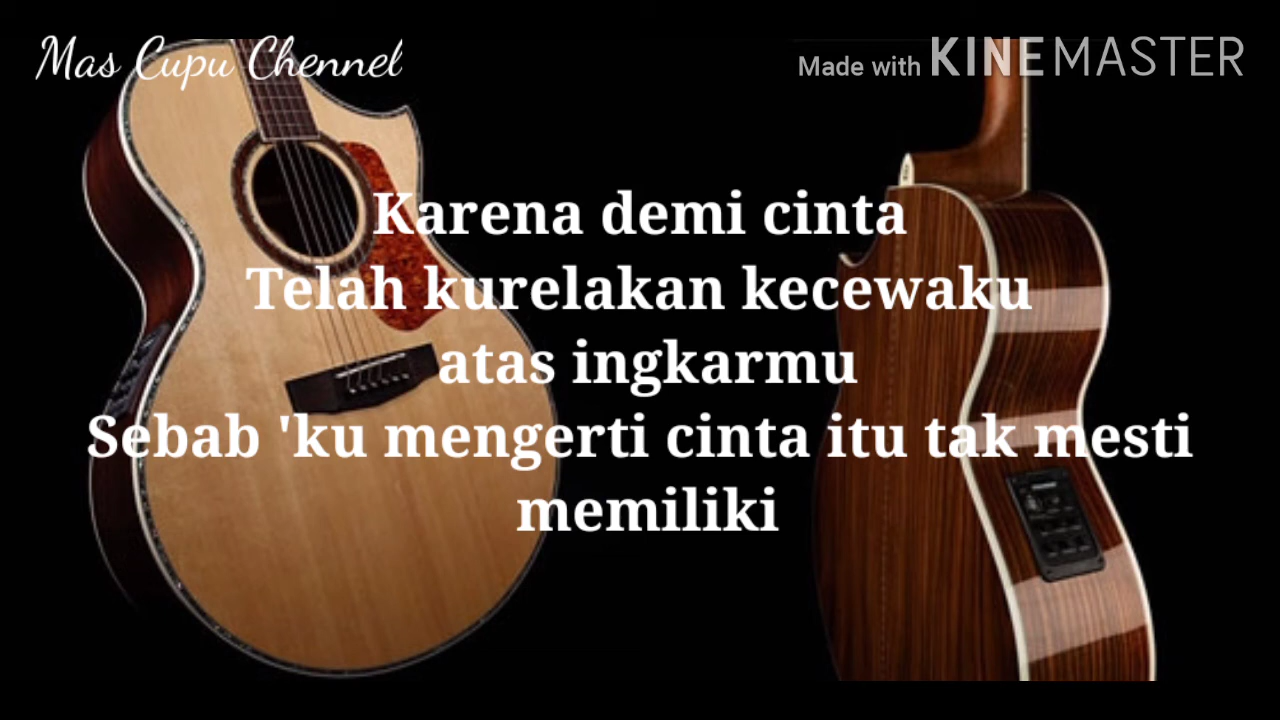 Mas Cupu Chennel
Made with KINEMASTER
Karena demi cinta
Telah kurelakan kecewaku
atas ingkarmu
Sebab 'ku mengerti cinta itu tak mesti
memiliki